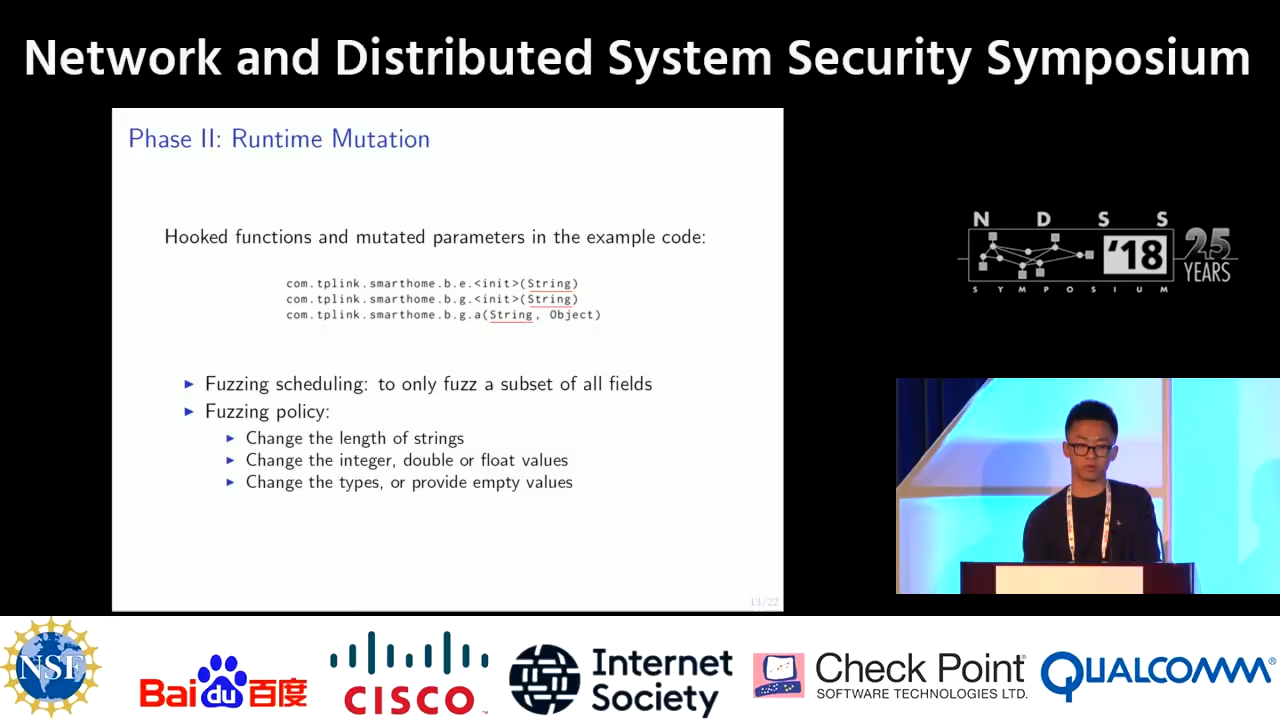 Network and Distributed System Security Symposium
Phase II: Runtime Mutation
Hooked functions and mutated parameters in the example code:
com.tplink.smarthome.b.e.<init>(String)
com.tplink.smarthome.b.g.<init>(String)
com.tplink.smarthome.b.g.a(String, Object)
▶ Fuzzing scheduling: to only fuzz a subset of all fields
▶ Fuzzing policy:
▶ Change the length of strings
▶ Change the integer, double or float values
▶ Change the types, or provide empty values
13/22
N D S S
'18
25
YEARS
S Y M P O S I U M
NSF
Bai du 百度
CISCO
Internet
Society
Check Point
SOFTWARE TECHNOLOGIES LTD.
QUALCOMM®